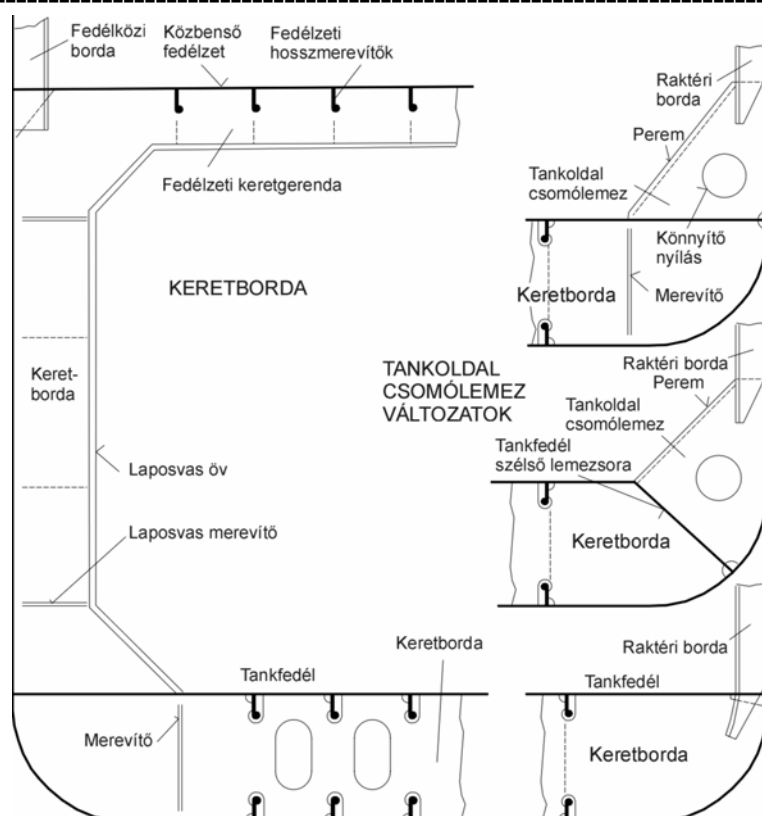 Fedélközi
borda
Közbenső
fedélzet
Fedélzeti
hosszmerevítők
Fedélzeti keretgerenda
KERETBORDA
Keret-
borda
Laposvas öv
Laposvas merevítő
Merevítő
Tankfedél
Keretborda
TANKOLDAL
CSOMÓLEMEZ
VÁLTOZATOK
Raktéri
borda
Perem
Tankoldal
csomólemez
Könnyítő
nyílás
Keretborda
Merevítő
Raktéri borda
Perem
Tankoldal
csomólemez
Tankfedél
szélső lemezsora
Keretborda
Raktéri borda
Tankfedél
Keretborda